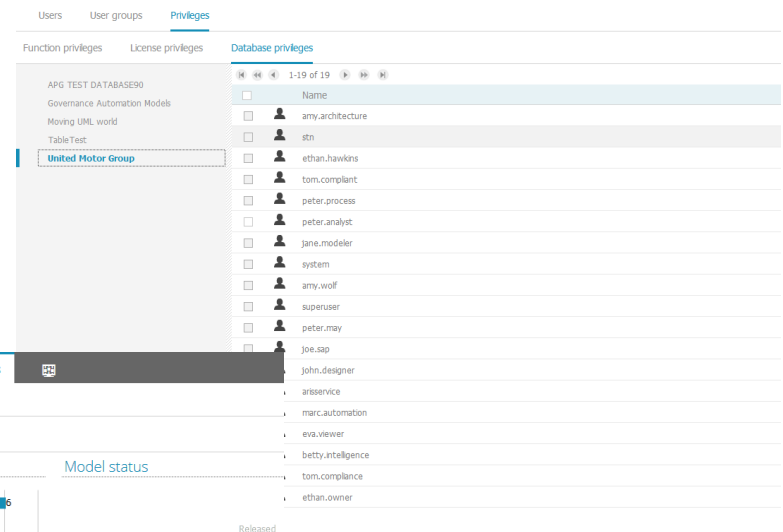 Users User groups Privileges
Function privileges License privileges Database privileges
1-19 of 19
APG TEST DATABASE90
Governance Automation Models
Moving UML world
TableTest
United Motor Group
Name
amy.architecture
stn
ethan.hawkins
tom.compliant
peter.process
peter.analyst
jane.modeler
system
amy.wolf
superuser
peter.may
joe.sap
john.designer
arisservice
marc.automation
eva.viewer
betty.intelligence
tom.compliance
ethan.owner
Model status
6
Released